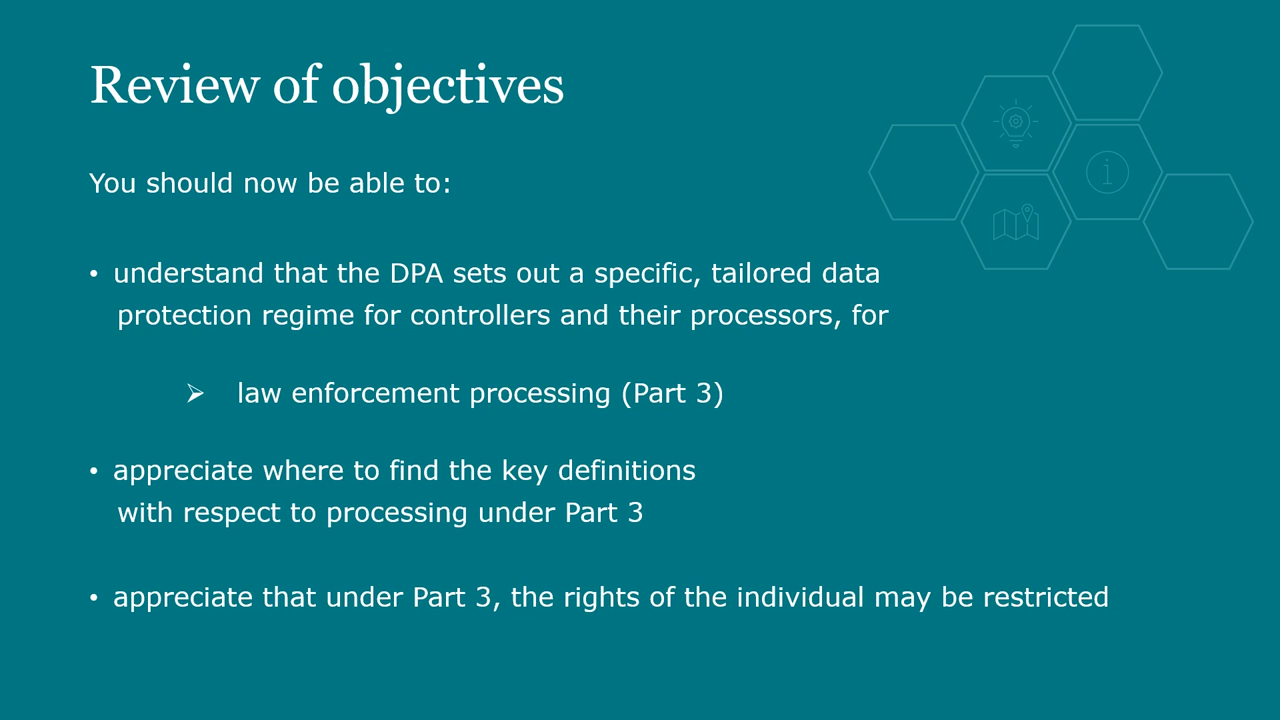 Review of objectives
You should now be able to:
• understand that the DPA sets out a specific, tailored data
protection regime for controllers and their processors, for
➢ law enforcement processing (Part 3)
• appreciate where to find the key definitions
with respect to processing under Part 3
• appreciate that under Part 3, the rights of the individual may be restricted